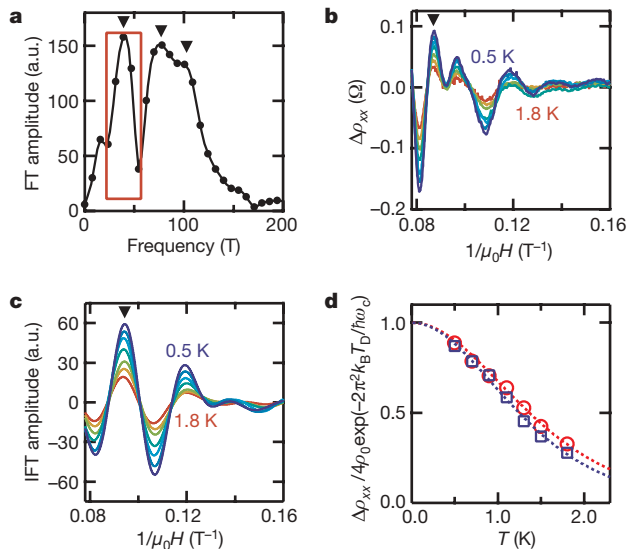 a
FT amplitude (a.u.)
150
100
50
0
0
100
200
Frequency (T)
b
Δρxx (Ω)
0.1
0.0
−0.1
−0.2
0.5 K
1.8 K
0.08
0.12
0.16
1/μ0H (T−1)
c
IFT amplitude (a.u.)
60
30
0
−30
−60
0.5 K
1.8 K
0.08
0.12
0.16
1/μ0H (T−1)
d
Δρxx/4ρ0exp(−2π²kBTD/ħωc)
1.0
0.5
0.0
0.0
1.0
2.0
T (K)